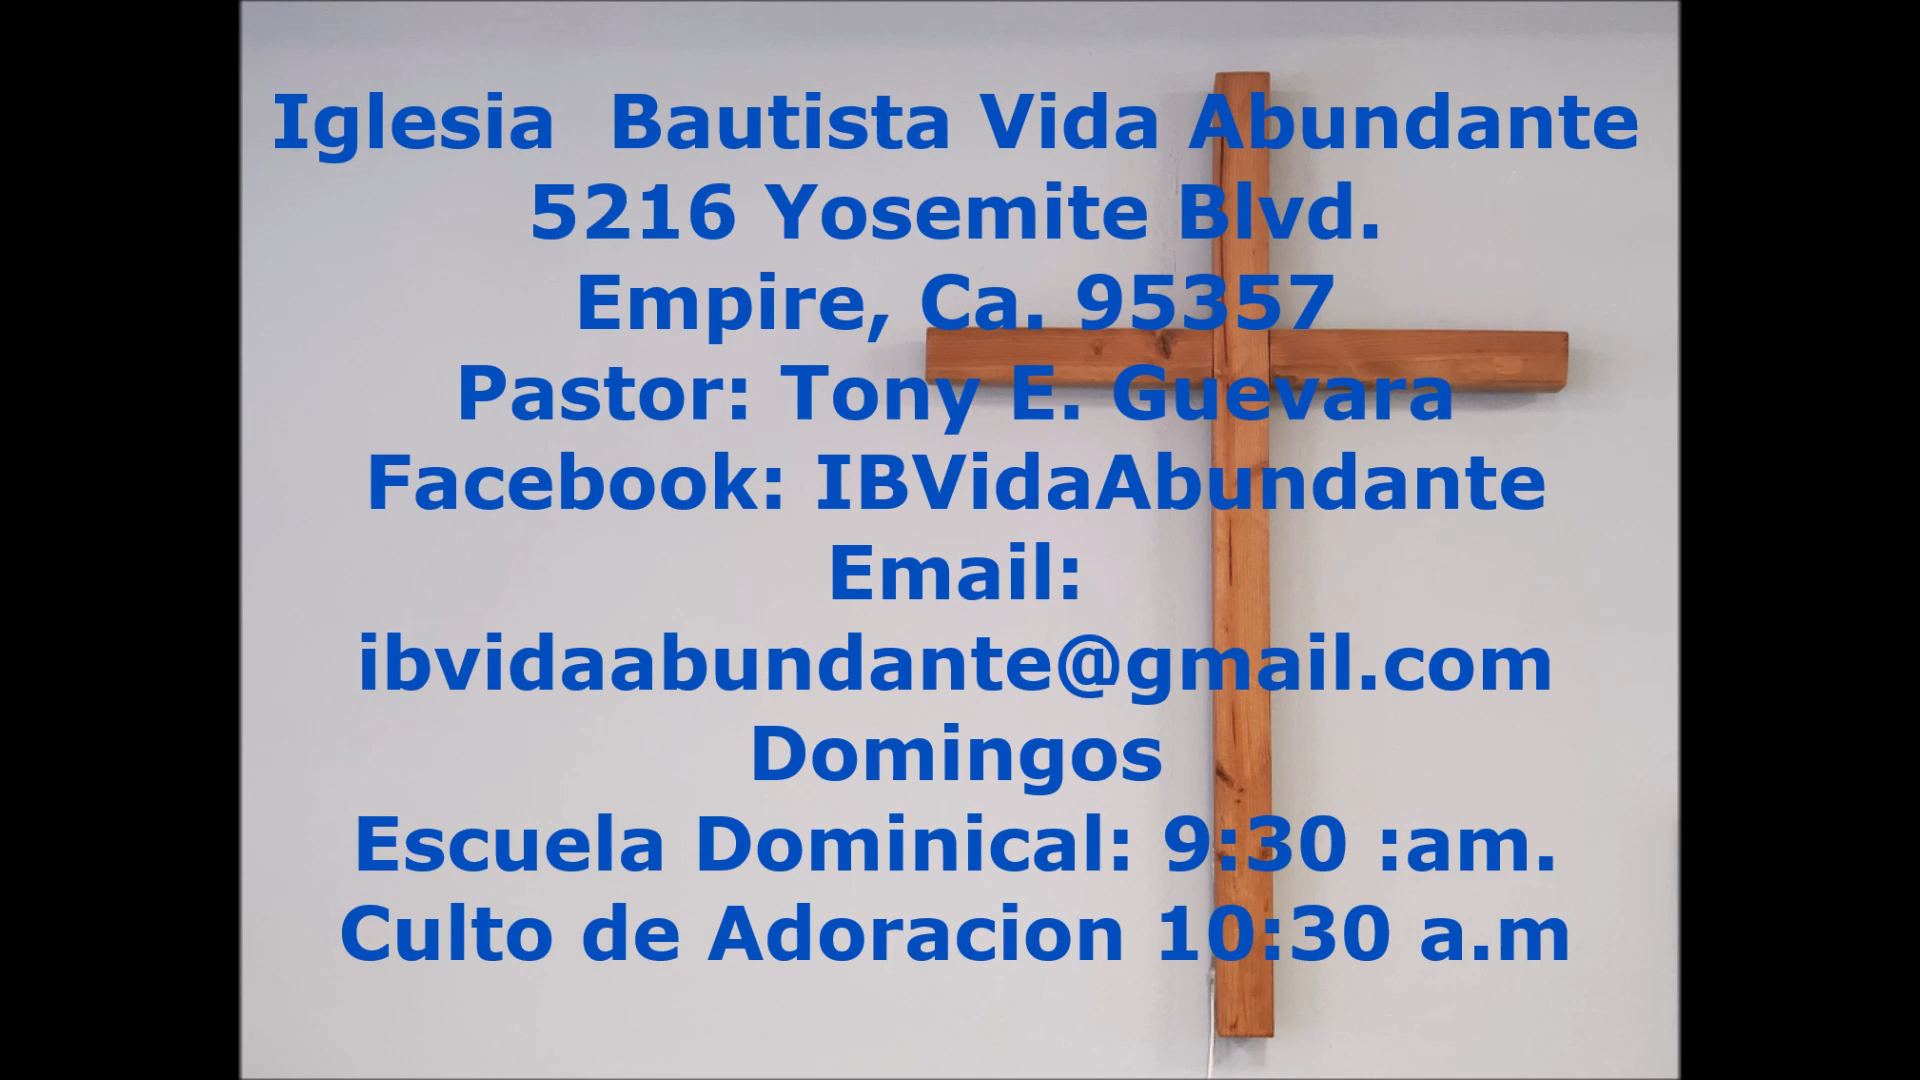 Iglesia  Bautista Vida Abundante
5216 Yosemite Blvd.
Empire, Ca. 95357
Pastor: Tony E. Guevara
Facebook: IBVidaAbundante
Email:
ibvidaabundante@gmail.com
Domingos
Escuela Dominical: 9:30 :am.
Culto de Adoracion 10:30 a.m